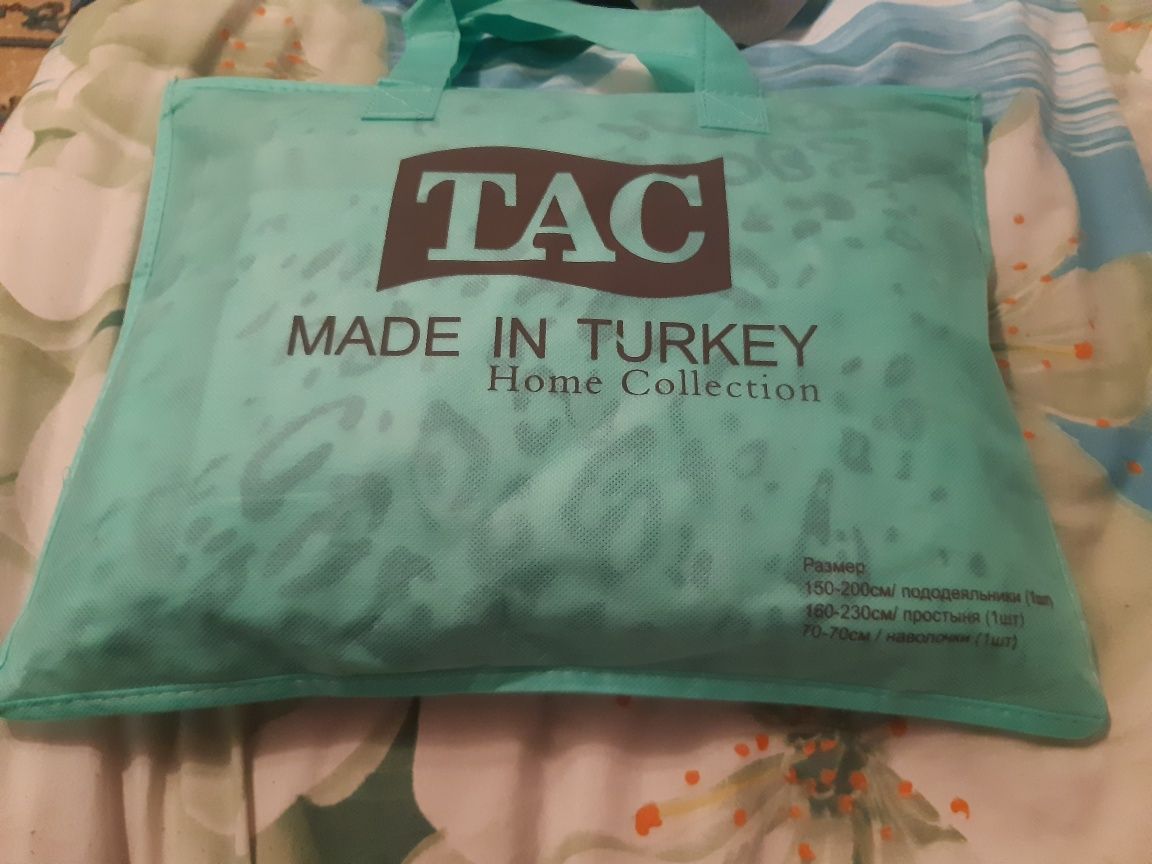 TAC
MADE IN TURKEY
Home Collection
Размер
150-200см/ пододеяльники (1шт)
160-230см/ простыня (1шт)
70-70см / наволочки (1шт)